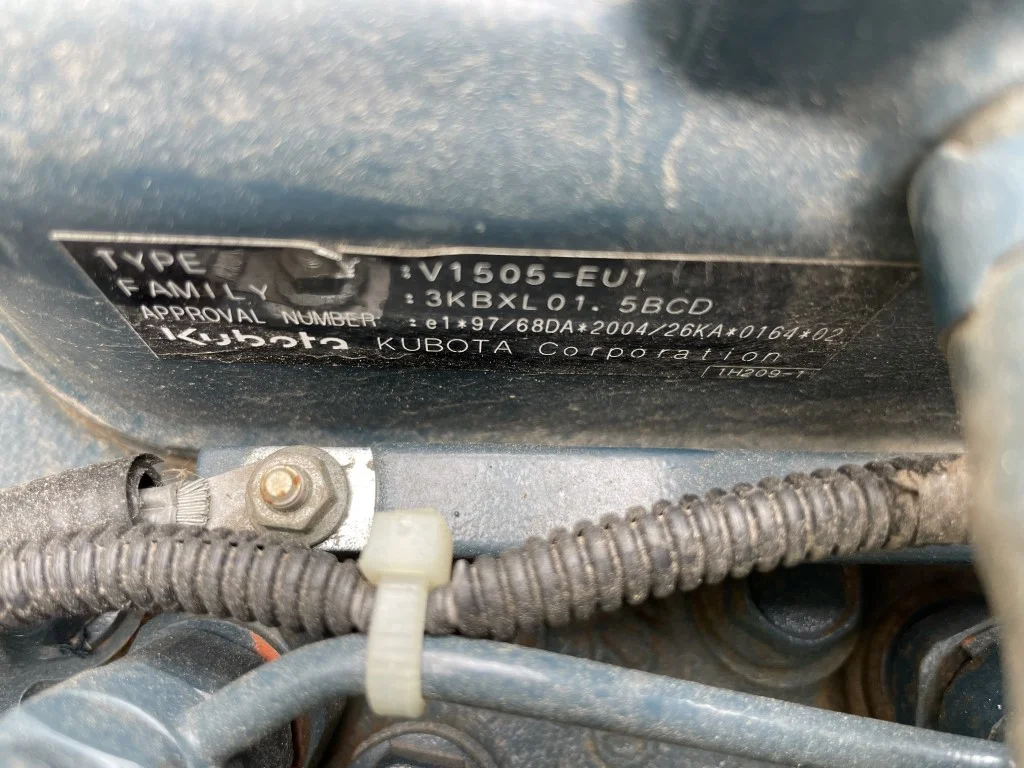 TYPE :V1505-EU1
FAMILY :3KBXL01.5BCD
APPROVAL NUMBER :e1*97/68DA*2004/26KA*0164*02
Kubota KUBOTA Corporation
1H209-1